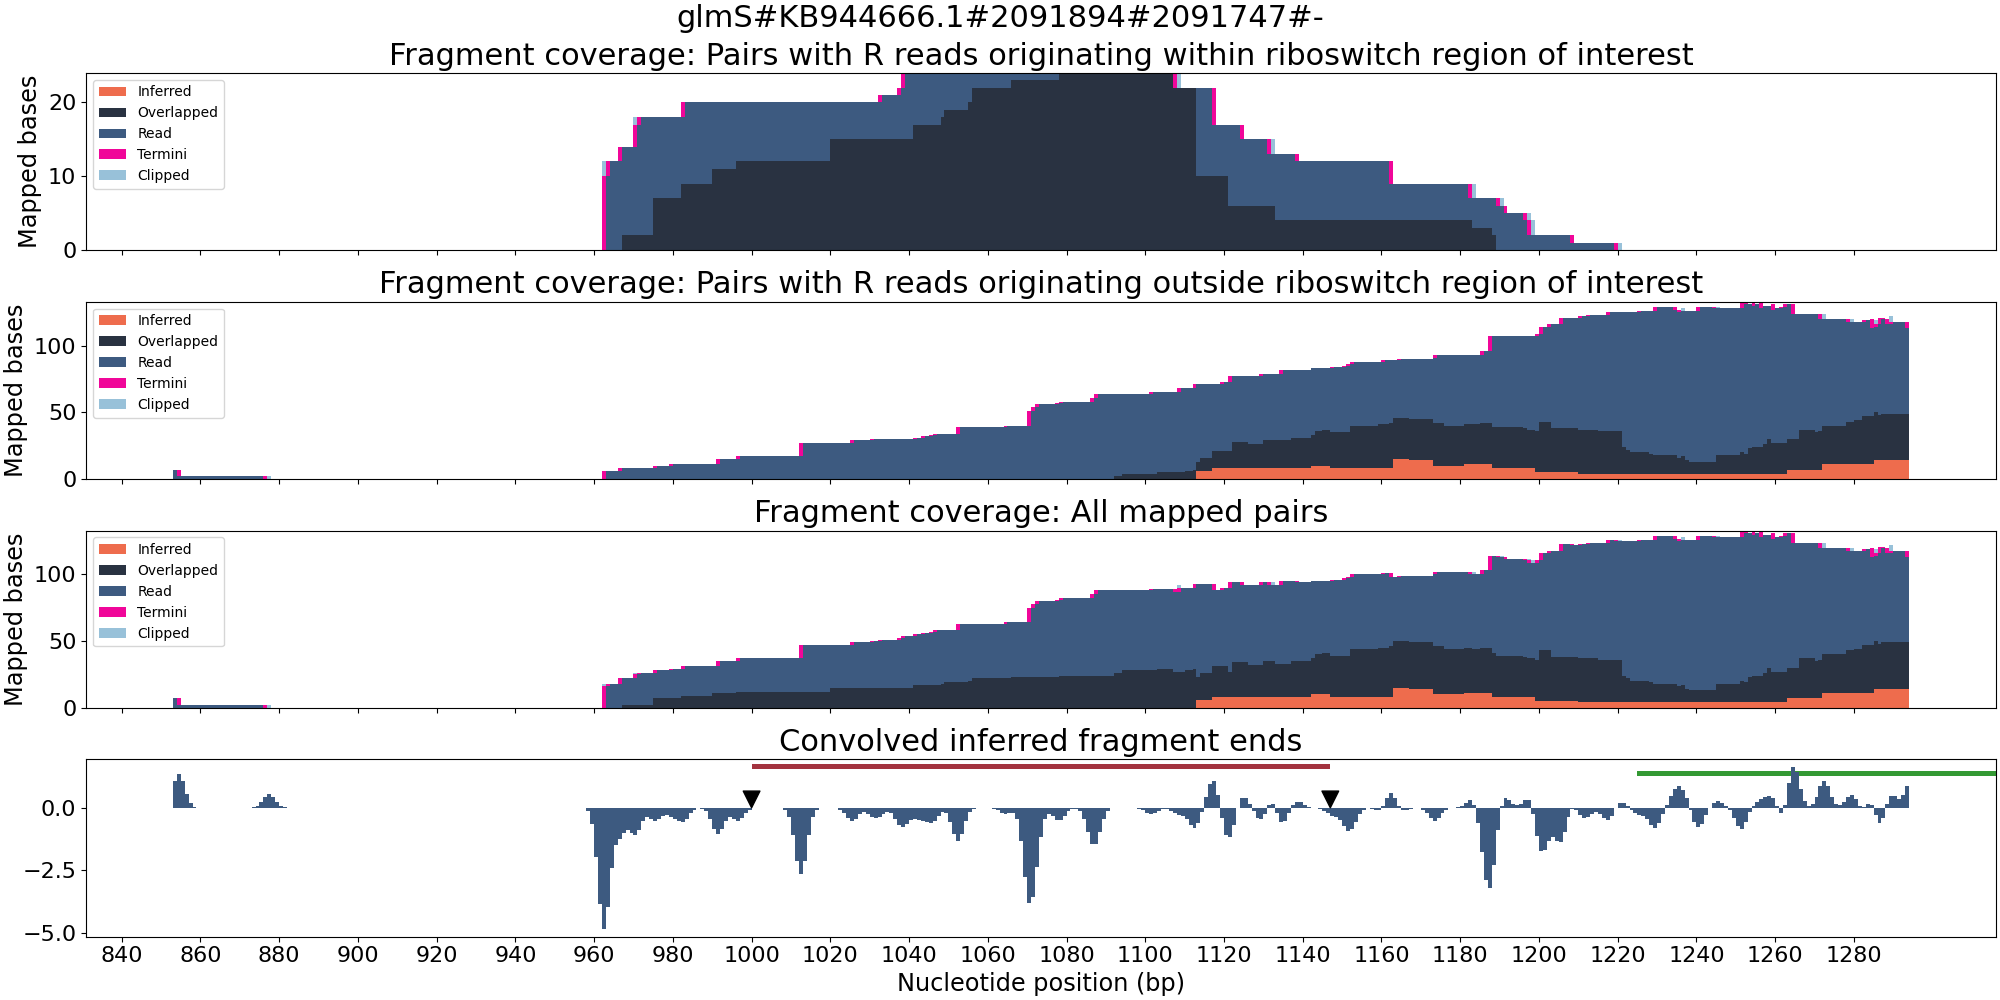 glmS#KB944666.1#2091894#2091747#-
Fragment coverage: Pairs with R reads originating within riboswitch region of interest
Mapped bases
20
10
0
Inferred
Overlapped
Read
Termini
Clipped
Fragment coverage: Pairs with R reads originating outside riboswitch region of interest
Mapped bases
100
50
0
Inferred
Overlapped
Read
Termini
Clipped
Fragment coverage: All mapped pairs
Mapped bases
100
50
0
Inferred
Overlapped
Read
Termini
Clipped
Convolved inferred fragment ends
0.0
−2.5
−5.0
840 860 880 900 920 940 960 980 1000 1020 1040 1060 1080 1100 1120 1140 1160 1180 1200 1220 1240 1260 1280
Nucleotide position (bp)